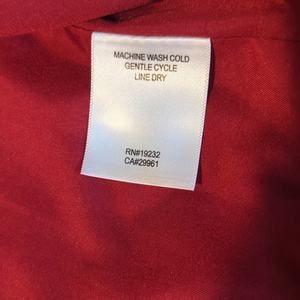 MACHINE WASH COLD
GENTLE CYCLE
LINE DRY
RN#19232
CA#29961